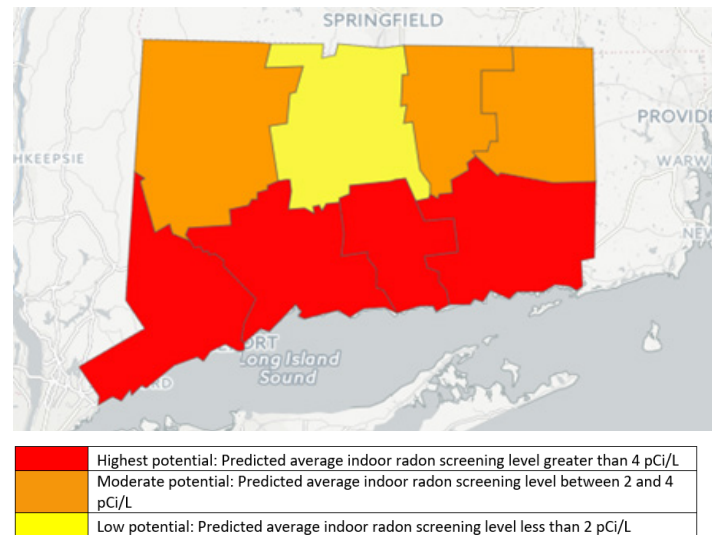 SPRINGFIELD
PROVIDE
HKEEPSIE
WARW
NEW
Long Island
Sound
Highest potential: Predicted average indoor radon screening level greater than 4 pCi/L
Moderate potential: Predicted average indoor radon screening level between 2 and 4
pCi/L
Low potential: Predicted average indoor radon screening level less than 2 pCi/L